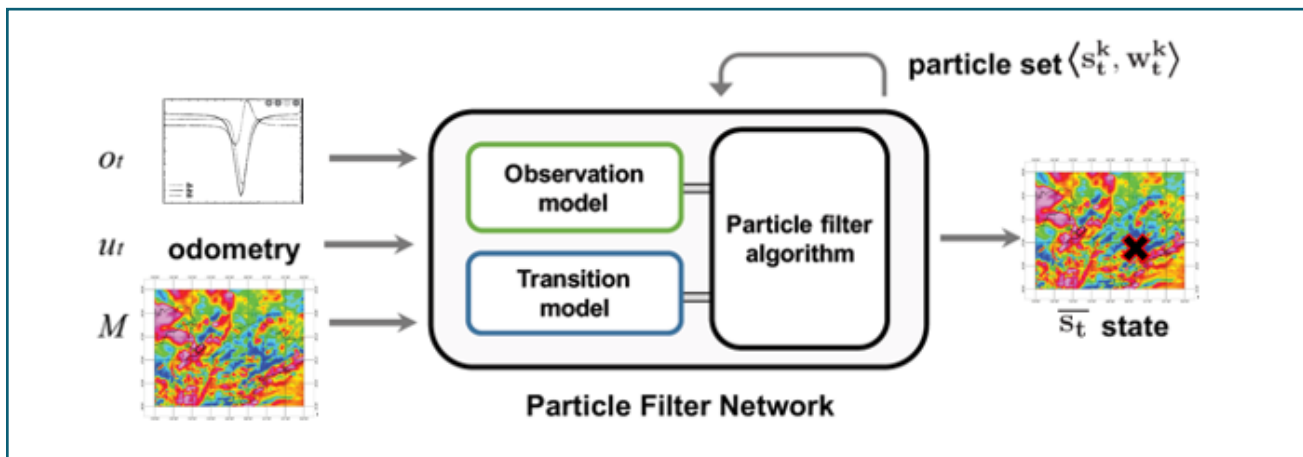 particle set ⟨s_t^k, w_t^k⟩
o_t
Observation
model
Particle filter
algorithm
u_t
odometry
Transition
model
M
s̅_t state
Particle Filter Network